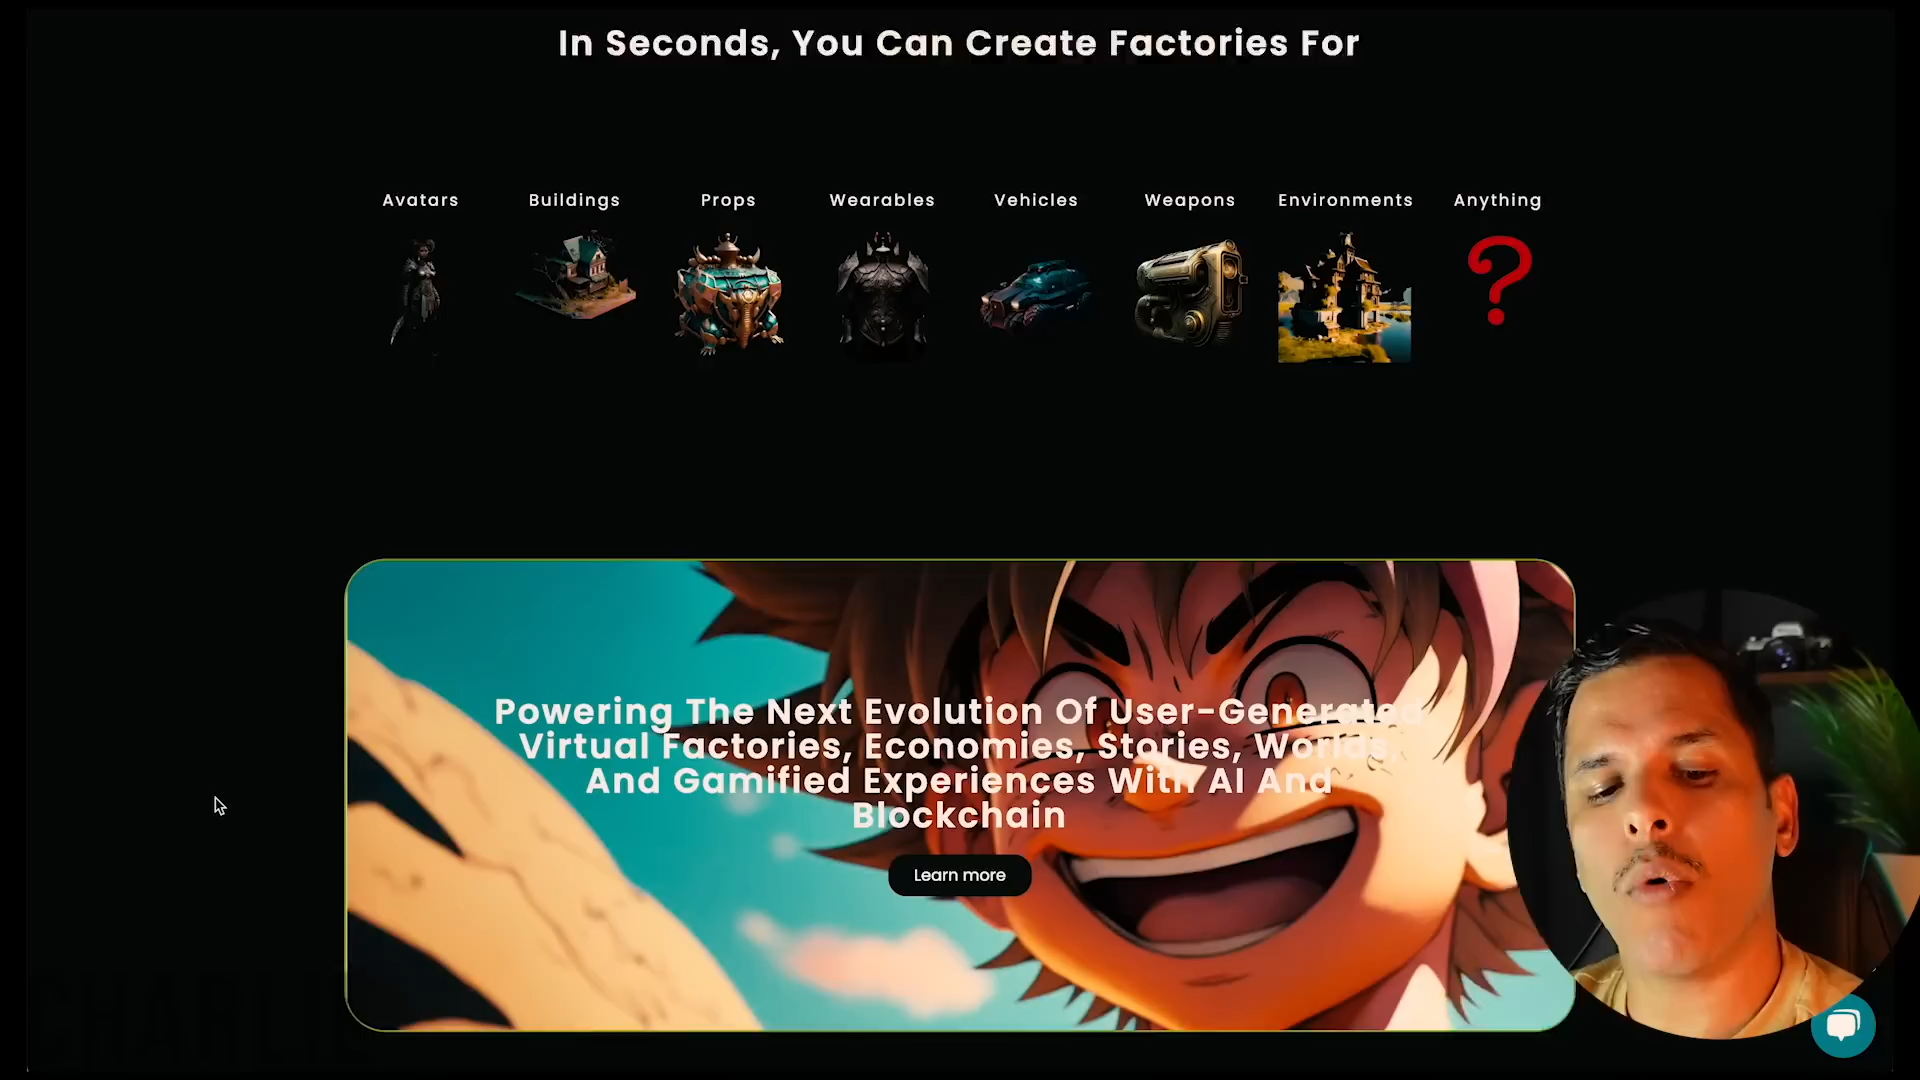 In Seconds, You Can Create Factories For
Avatars
Buildings
Props
Wearables
Vehicles
Weapons
Environments
Anything
?
Powering The Next Evolution Of User-Generated
Virtual Factories, Economies, Stories, Worlds,
And Gamified Experiences With AI And
Blockchain
Learn more